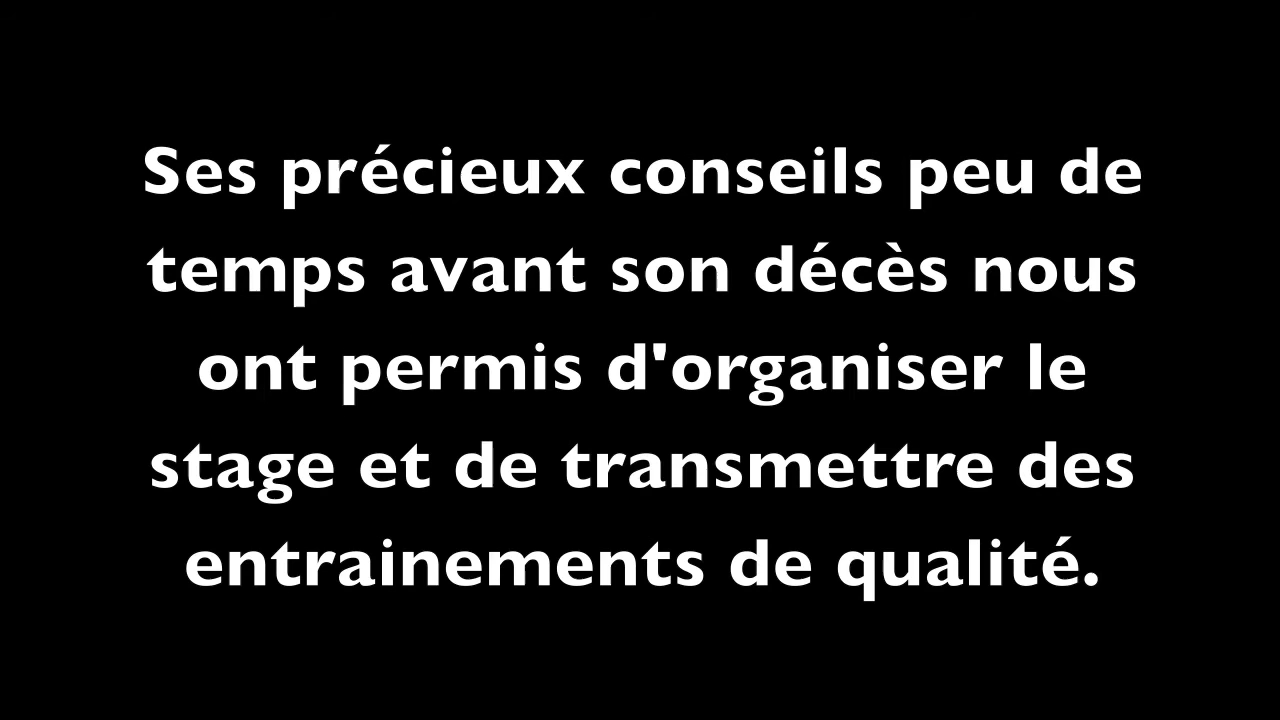 Ses précieux conseils peu de
temps avant son décès nous
ont permis d'organiser le
stage et de transmettre des
entrainements de qualité.